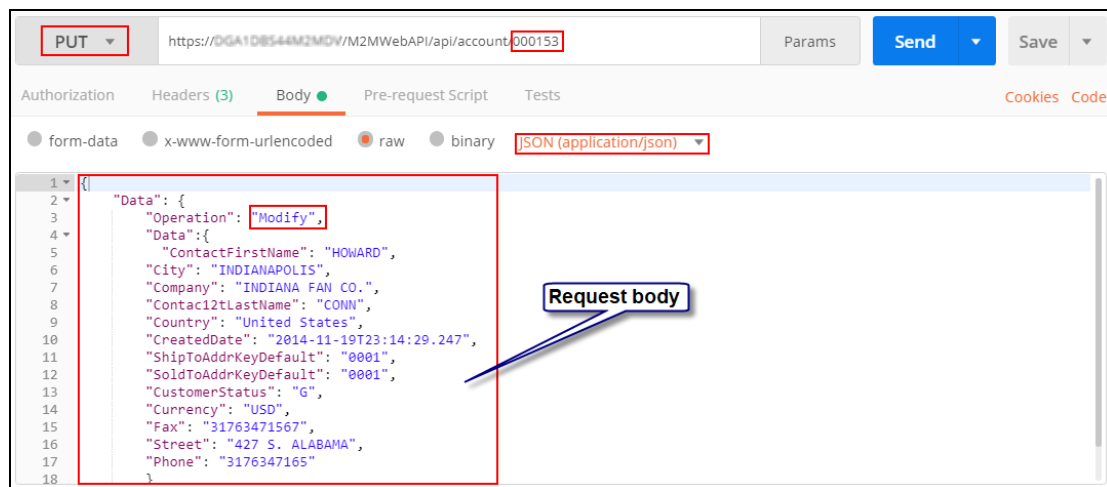 PUT https:// /M2MWebAPI/api/account/000153 Params Send Save
Authorization Headers (3) Body Pre-request Script Tests Cookies Code
form-data x-www-form-urlencoded raw binary JSON (application/json)
1 {
2 "Data": {
3 "Operation": "Modify",
4 "Data":{
5 "ContactFirstName": "HOWARD",
6 "City": "INDIANAPOLIS",
7 "Company": "INDIANA FAN CO.",
8 "Contac12tLastName": "CONN",
9 "Country": "United States",
10 "CreatedDate": "2014-11-19T23:14:29.247",
11 "ShipToAddrKeyDefault": "0001",
12 "SoldToAddrKeyDefault": "0001",
13 "CustomerStatus": "G",
14 "Currency": "USD",
15 "Fax": "31763471567",
16 "Street": "427 S. ALABAMA",
17 "Phone": "3176347165"
18 }
Request body